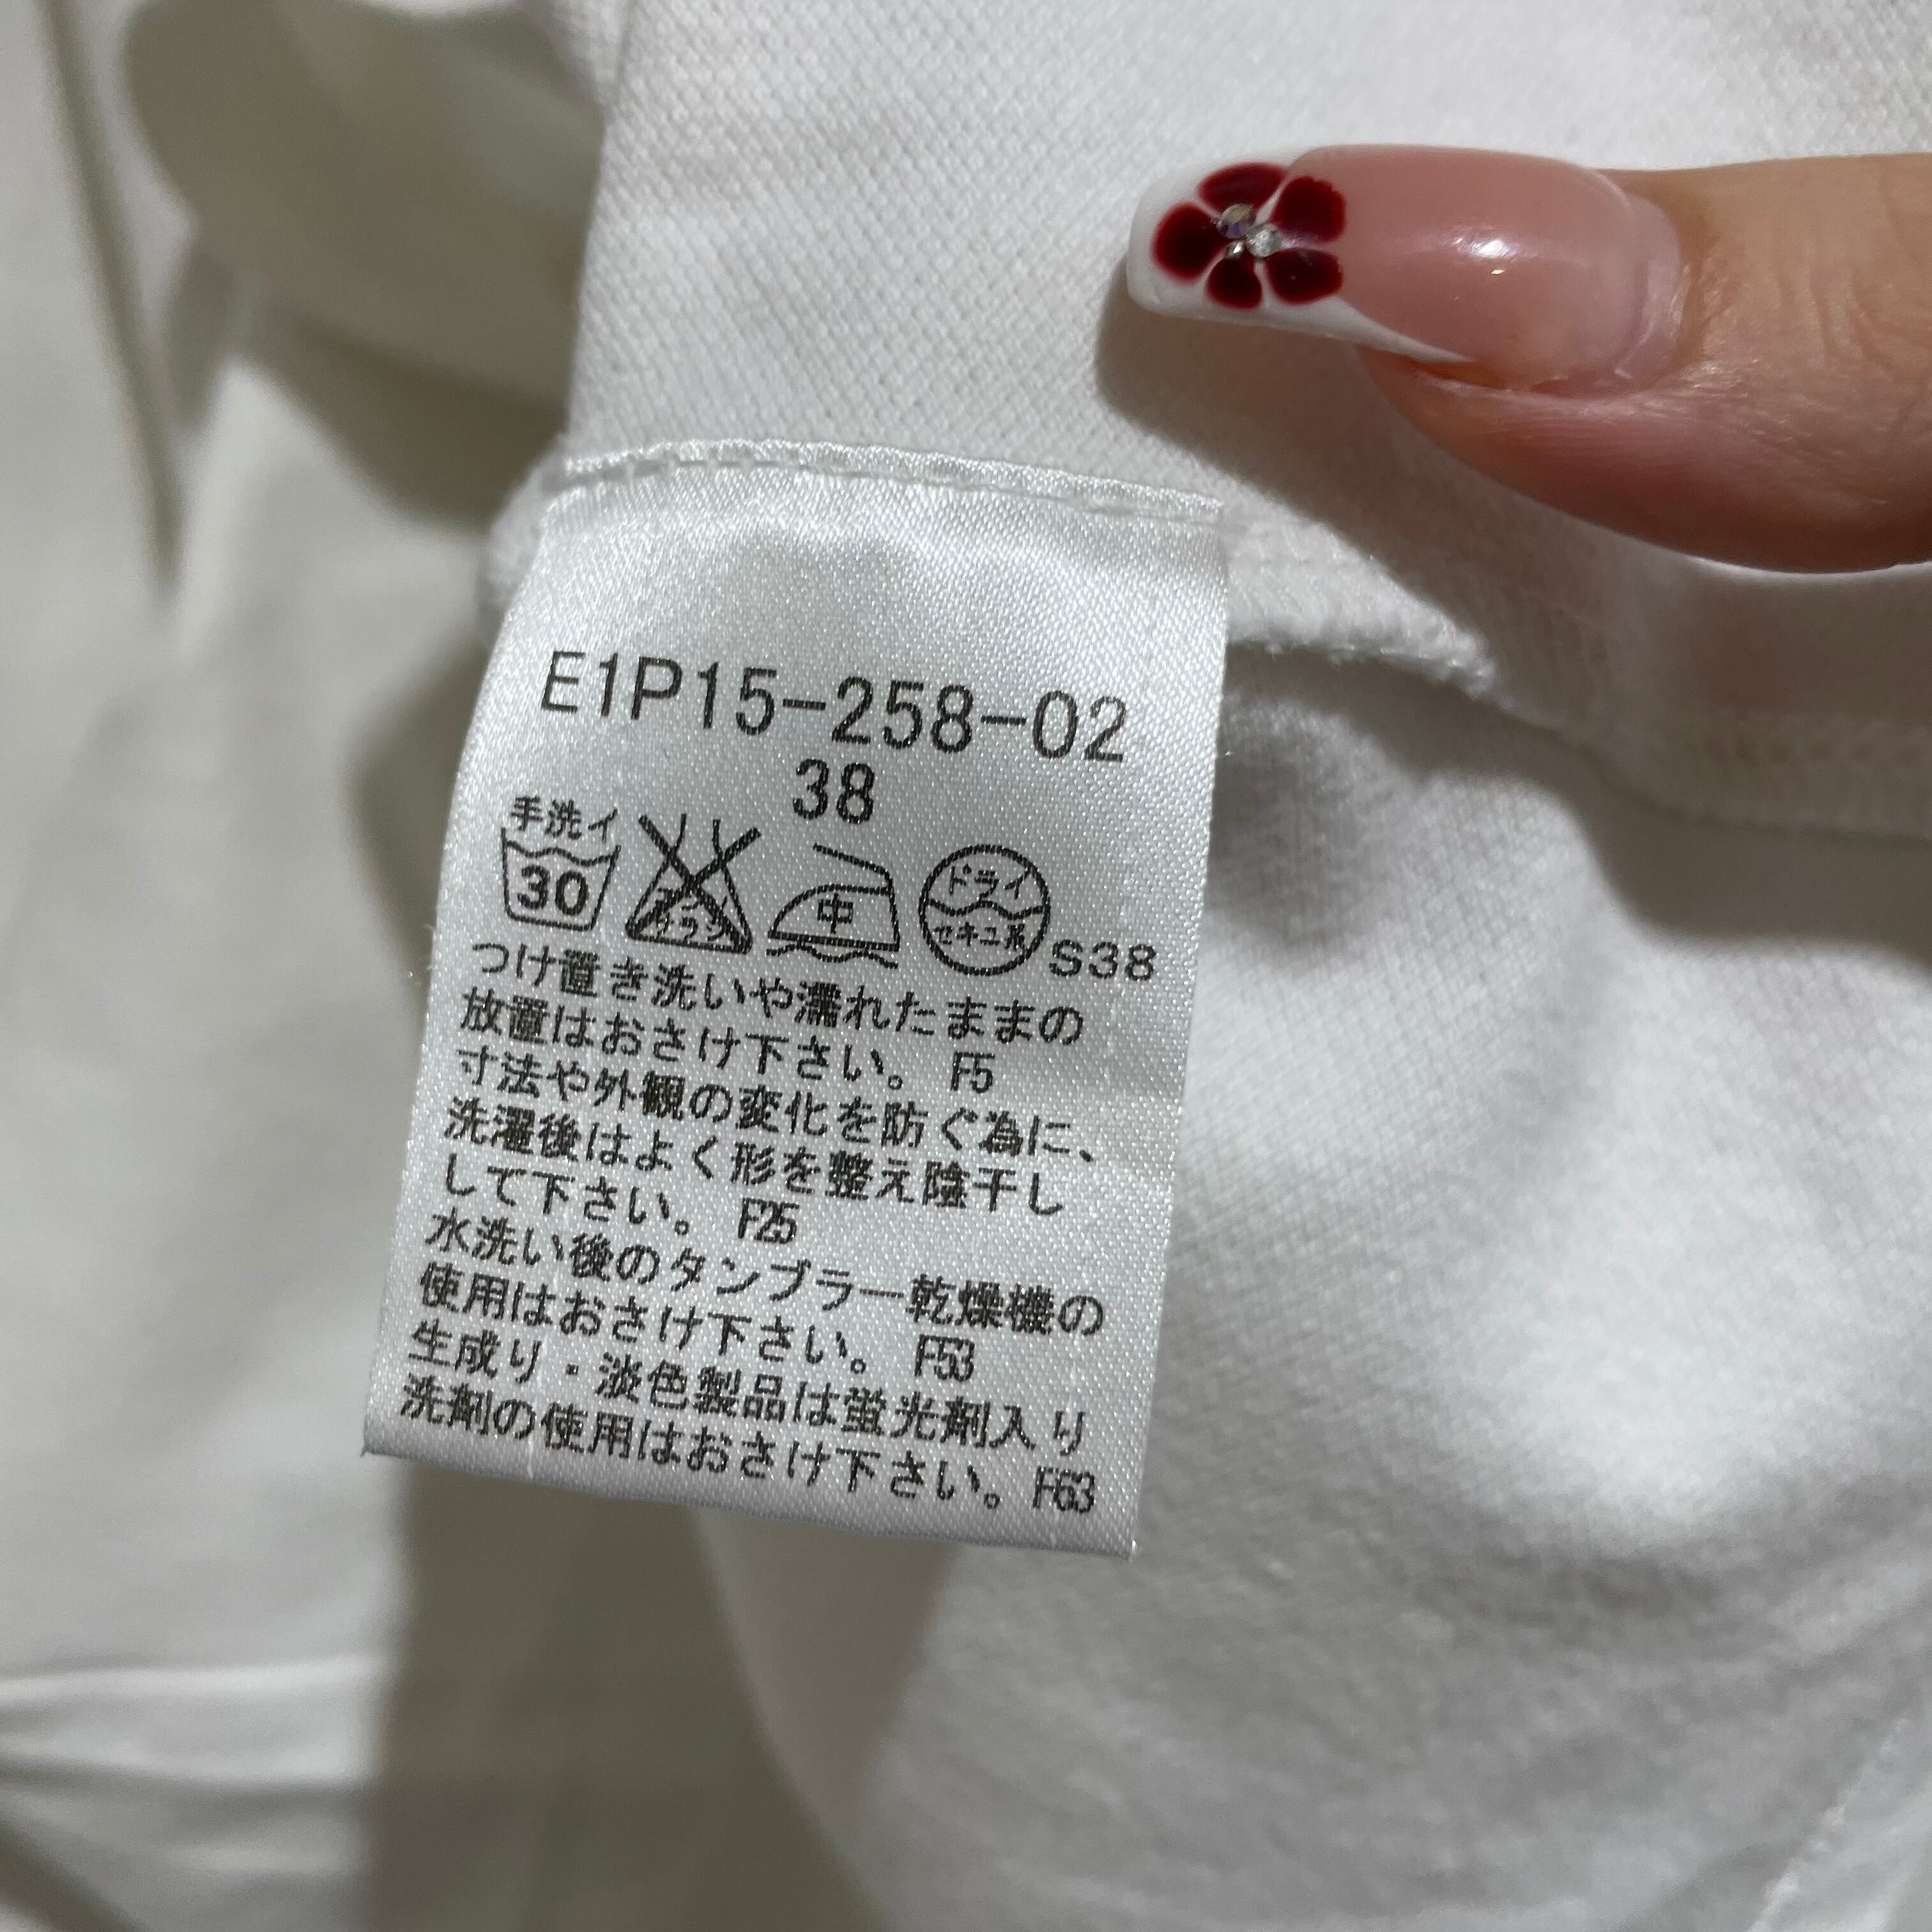 E1P15-258-02
38
手洗イ
30
エンソ
サラシ
中
ドライ
セキユ系
S38
つけ置き洗いや濡れたままの
放置はおさけ下さい。 F5
寸法や外観の変化を防ぐ為に、
洗濯後はよく形を整え陰干し
して下さい。 F25
水洗い後のタンブラー乾燥機の
使用はおさけ下さい。 F53
生成り・淡色製品は蛍光剤入り
洗剤の使用はおさけ下さい。 F63